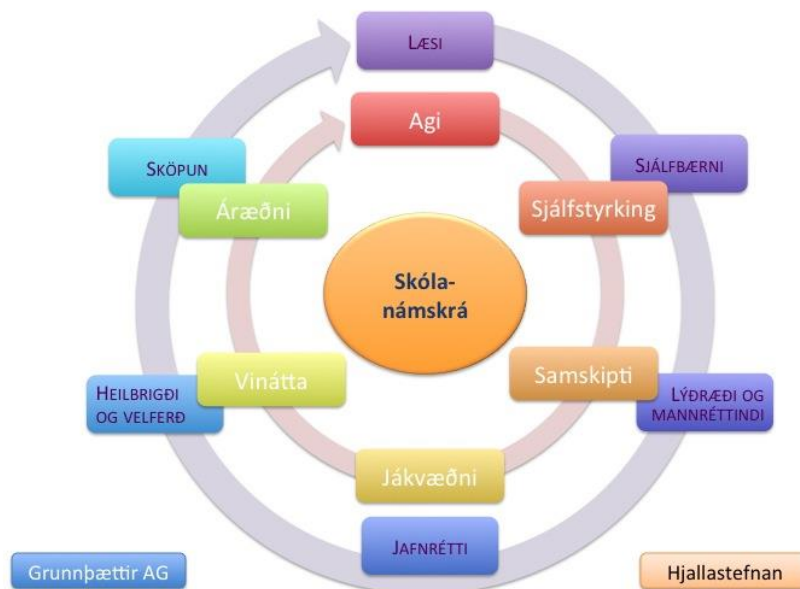 LÆSI
Agi
SKÖPUN
SJÁLFBÆRNI
Áræðni
Sjálfstyrking
Skóla-
námskrá
Vinátta
Samskipti
HEILBRIGÐI
OG VELFERÐ
LÝÐRÆÐI OG
MANNRÉTTINDI
Jákvæðni
JAFNRÉTTI
Grunnþættir AG
Hjallastefnan